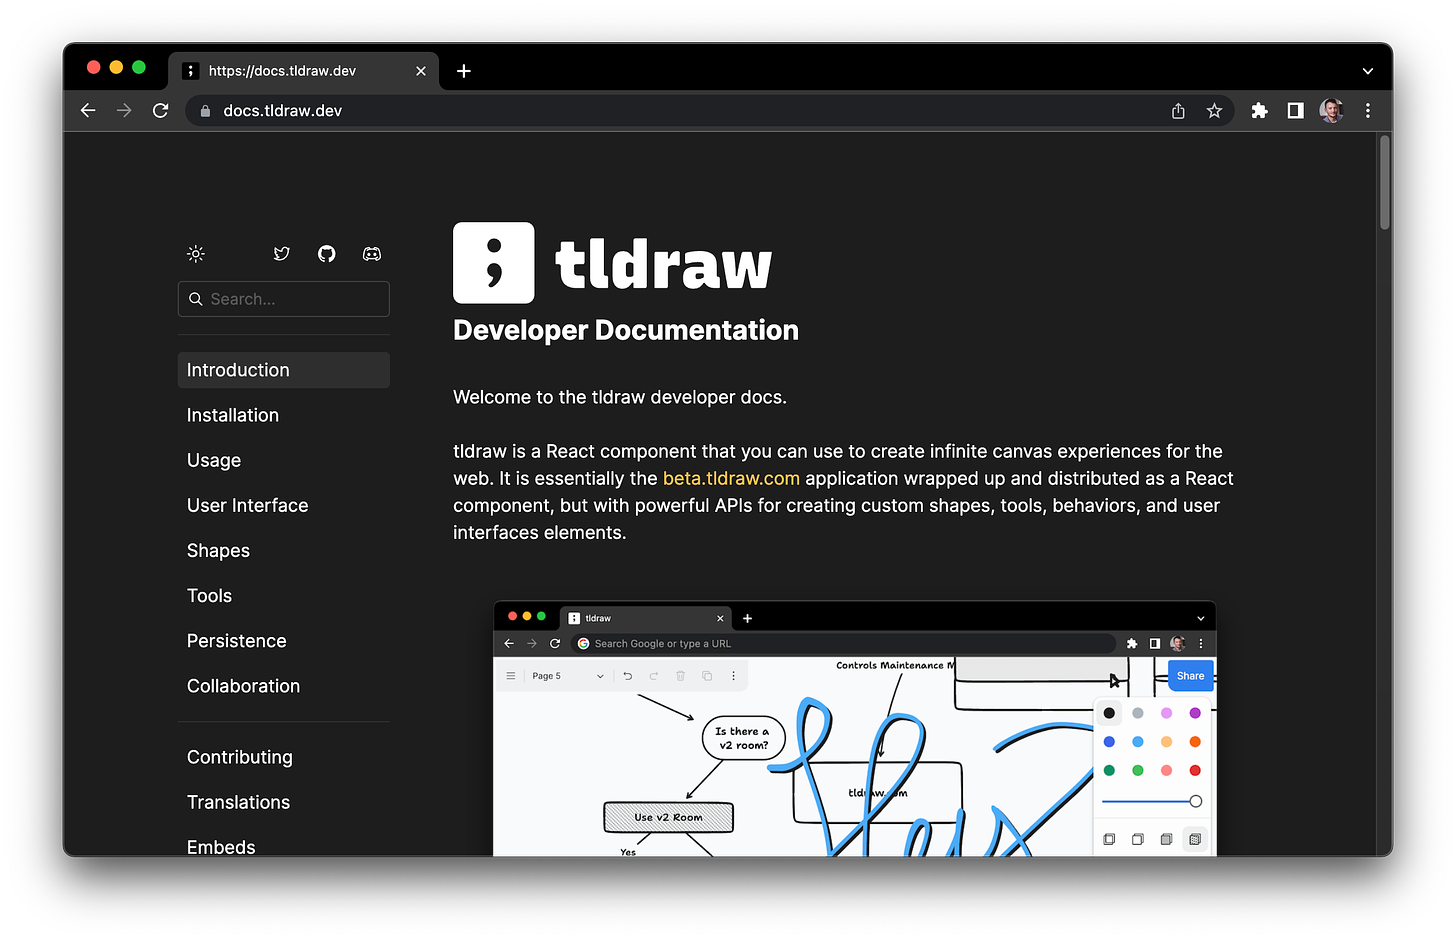 https://docs.tldraw.dev
docs.tldraw.dev
Search...
Introduction
Installation
Usage
User Interface
Shapes
Tools
Persistence
Collaboration
Contributing
Translations
Embeds
tldraw
Developer Documentation
Welcome to the tldraw developer docs.
tldraw is a React component that you can use to create infinite canvas experiences for the
web. It is essentially the beta.tldraw.com application wrapped up and distributed as a React
component, but with powerful APIs for creating custom shapes, tools, behaviors, and user
interfaces elements.
tldraw
Search Google or type a URL
Page 5
Share
Controls Maintenance M
Is there a
v2 room?
tldraw.com
Use v2 Room
Yes